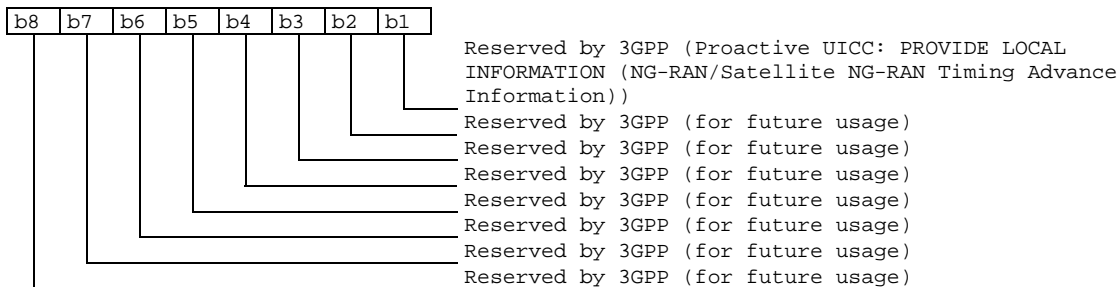 b8 b7 b6 b5 b4 b3 b2 b1
Reserved by 3GPP (Proactive UICC: PROVIDE LOCAL
INFORMATION (NG-RAN/Satellite NG-RAN Timing Advance
Information))
Reserved by 3GPP (for future usage)
Reserved by 3GPP (for future usage)
Reserved by 3GPP (for future usage)
Reserved by 3GPP (for future usage)
Reserved by 3GPP (for future usage)
Reserved by 3GPP (for future usage)
Reserved by 3GPP (for future usage)